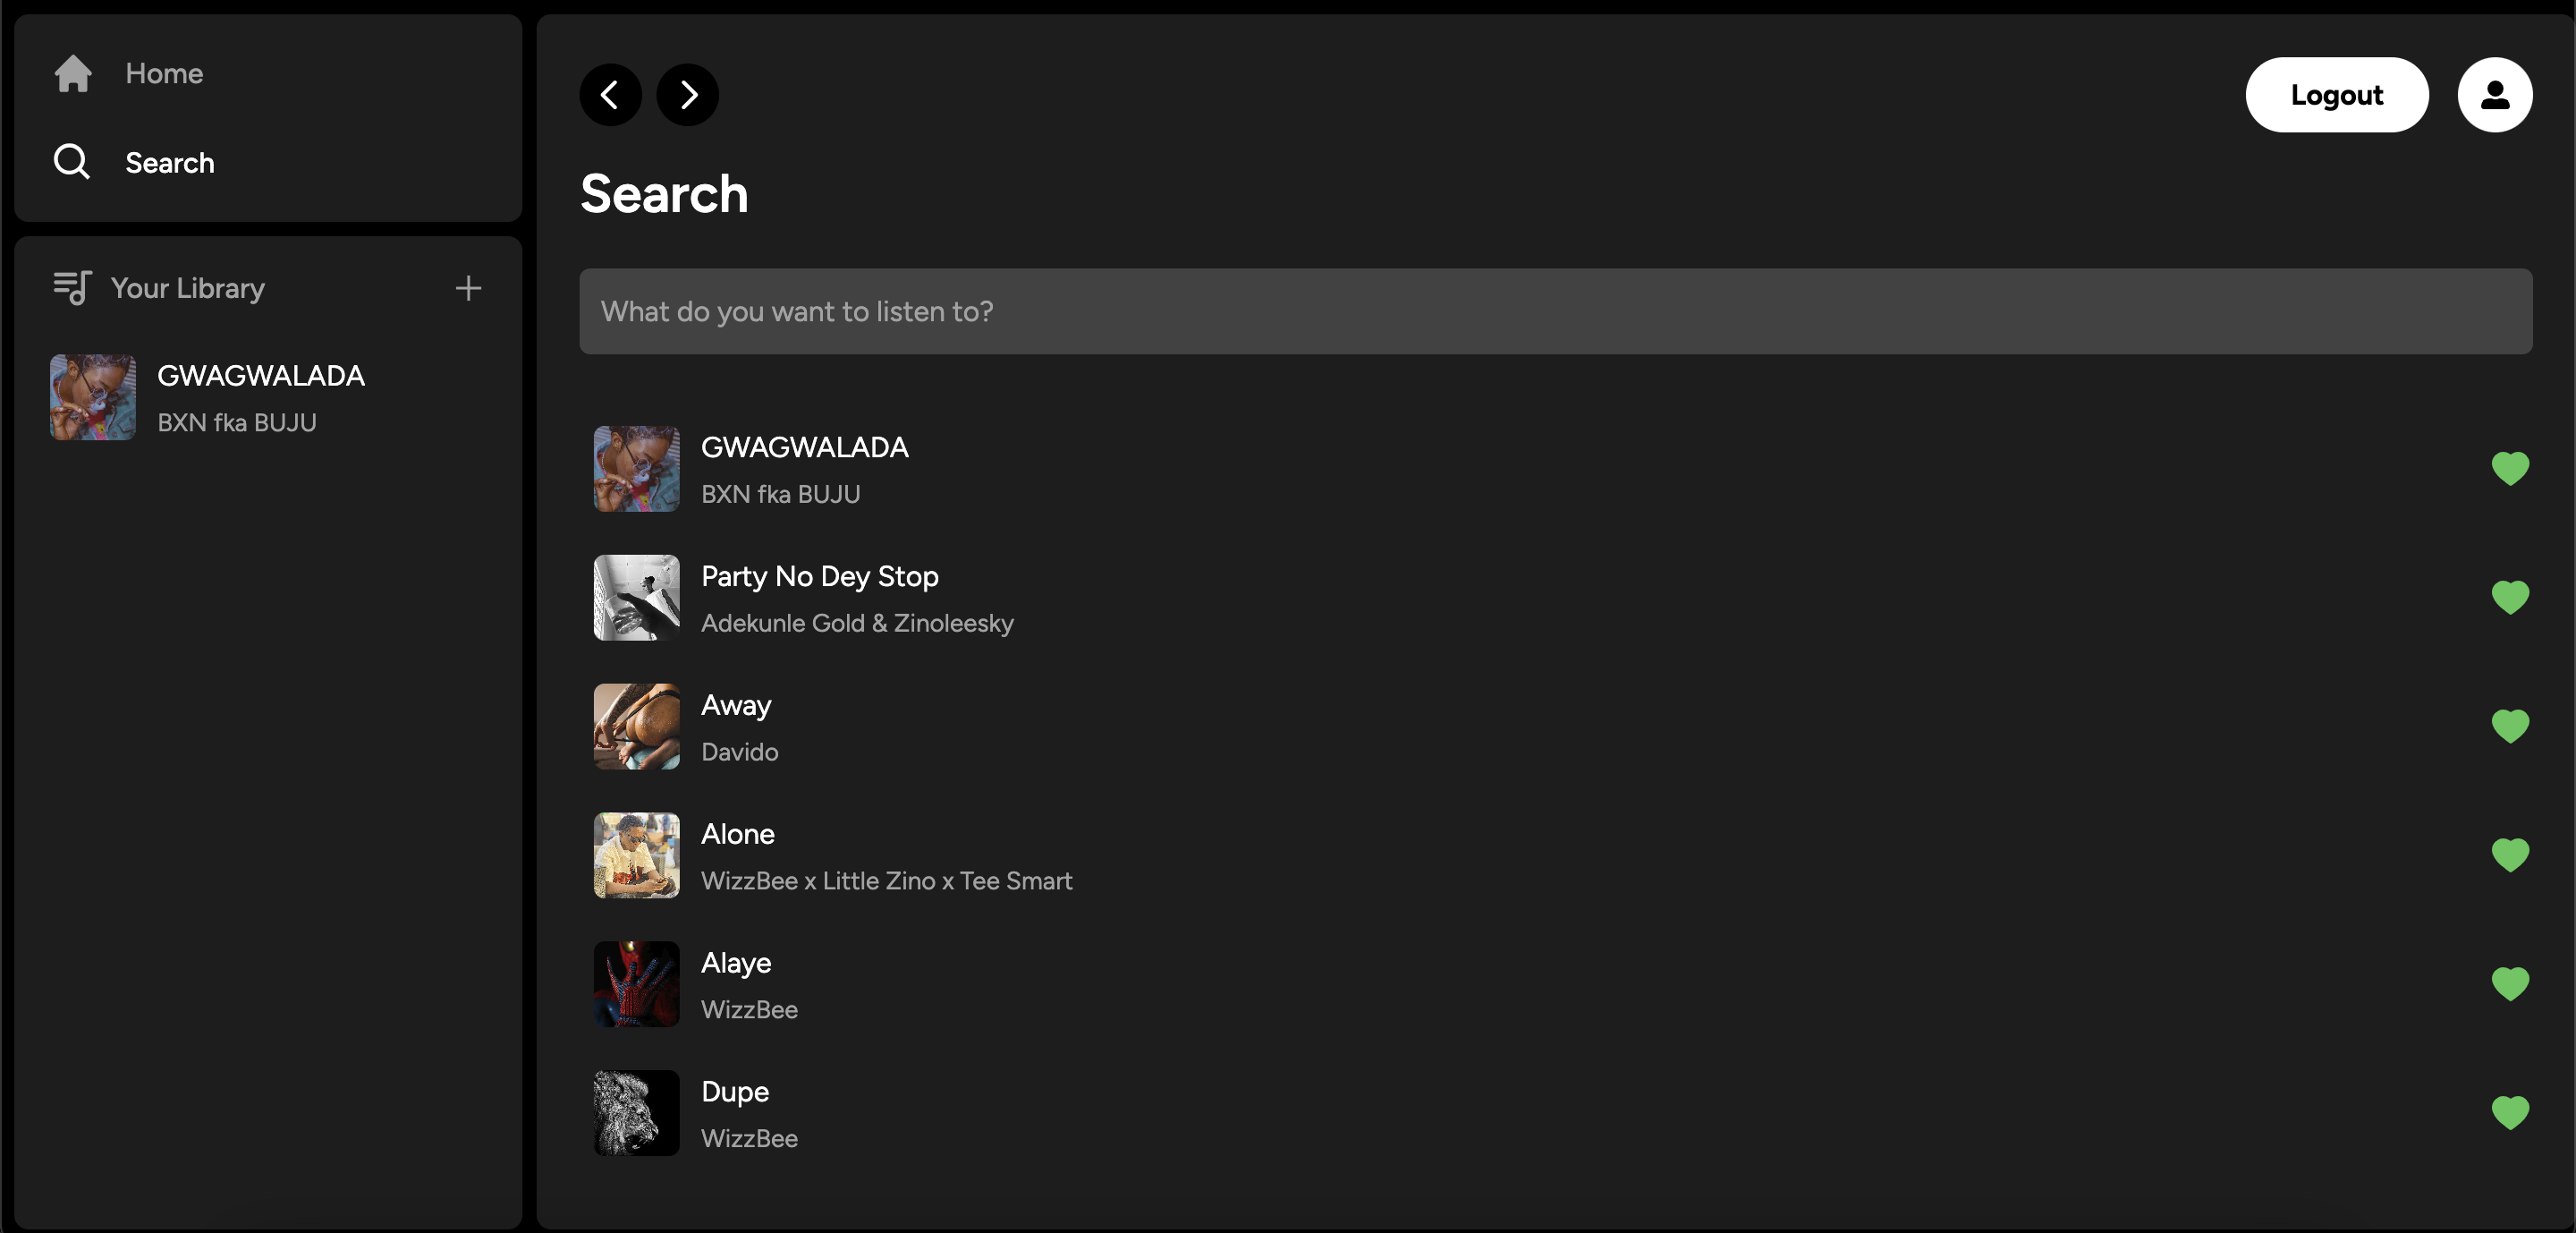 Home
Search
Your Library
GWAGWALADA
BXN fka BUJU
Logout
Search
What do you want to listen to?
GWAGWALADA
BXN fka BUJU
Party No Dey Stop
Adekunle Gold & Zinoleesky
Away
Davido
Alone
WizzBee x Little Zino x Tee Smart
Alaye
WizzBee
Dupe
WizzBee